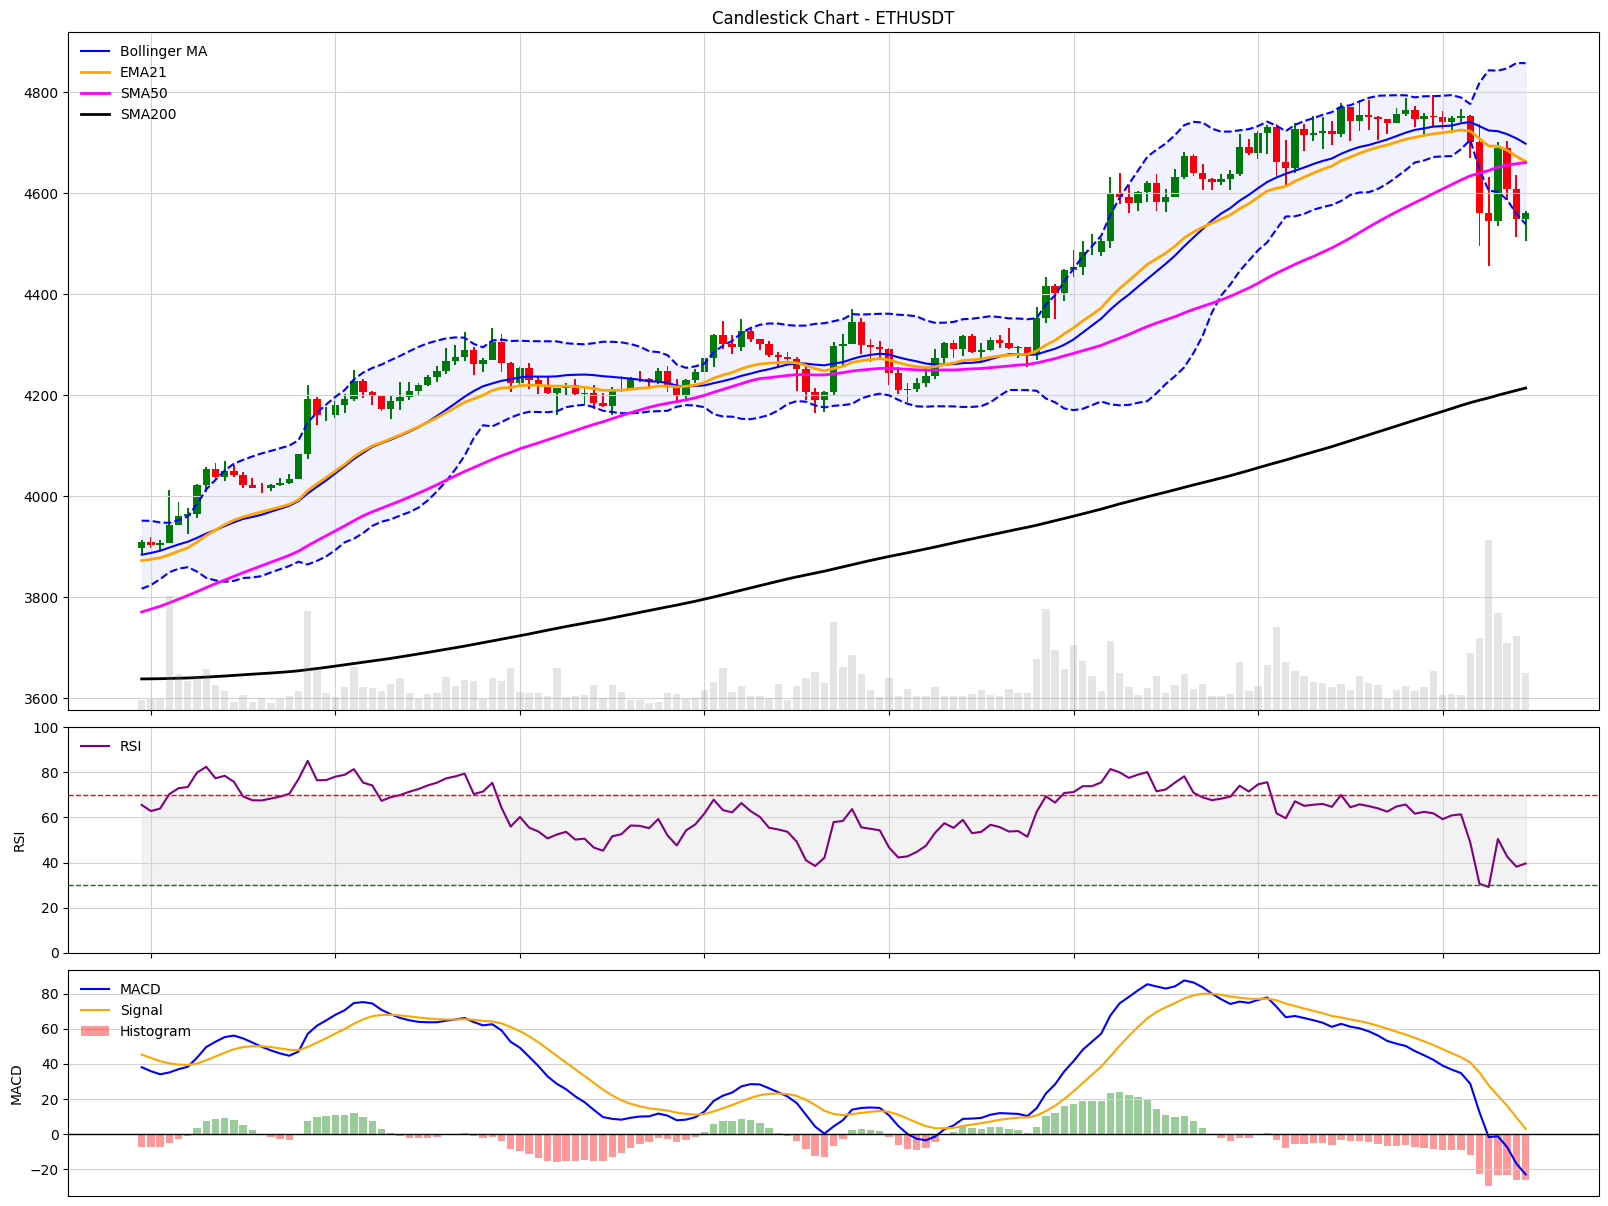 Candlestick Chart - ETHUSDT
Bollinger MA
EMA21
SMA50
SMA200
4800
4600
4400
4200
4000
3800
3600
RSI
100
80
60
40
20
0
RSI
MACD
Signal
Histogram
80
60
40
20
0
−20
MACD